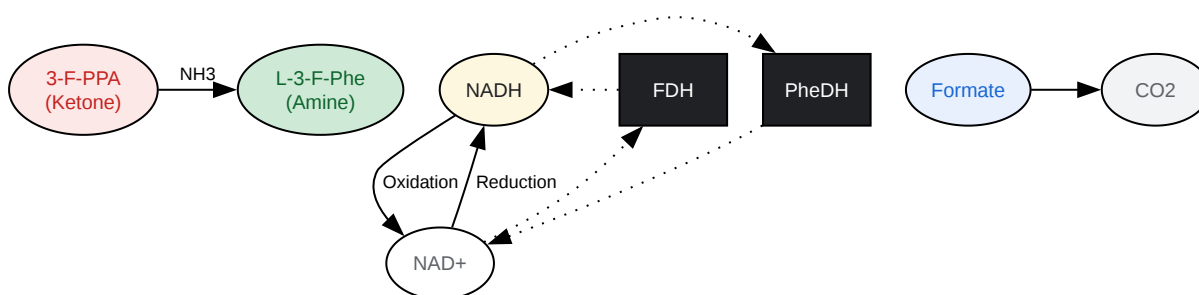 3-F-PPA
(Ketone)
NH3
L-3-F-Phe
(Amine)
NADH
FDH
PheDH
Formate
CO2
Oxidation
Reduction
NAD+